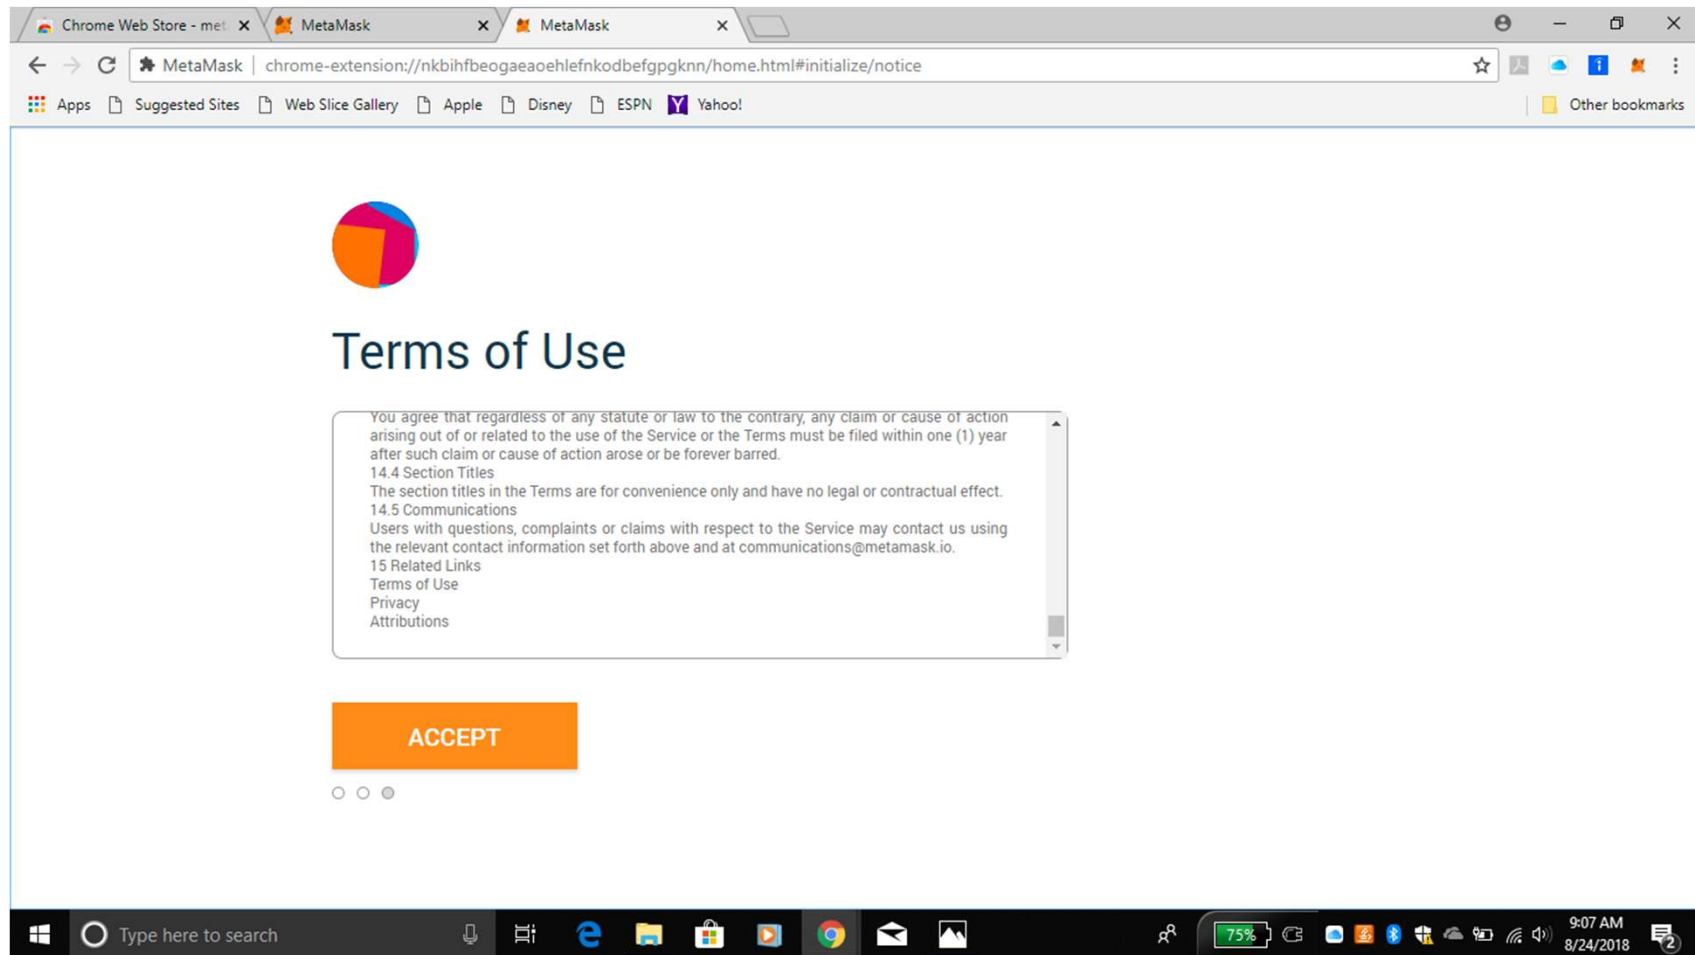 Chrome Web Store - met
MetaMask
MetaMask
MetaMask chrome-extension://nkbihfbeogaeaoehlefnkodbefgpgknn/home.html#initialize/notice
Apps Suggested Sites Web Slice Gallery Apple Disney ESPN Y Yahoo! Other bookmarks
Terms of Use
You agree that regardless of any statute or law to the contrary, any claim or cause of action
arising out of or related to the use of the Service or the Terms must be filed within one (1) year
after such claim or cause of action arose or be forever barred.
14.4 Section Titles
The section titles in the Terms are for convenience only and have no legal or contractual effect.
14.5 Communications
Users with questions, complaints or claims with respect to the Service may contact us using
the relevant contact information set forth above and at communications@metamask.io.
15 Related Links
Terms of Use
Privacy
Attributions
ACCEPT
Type here to search
75%
9:07 AM
8/24/2018
2